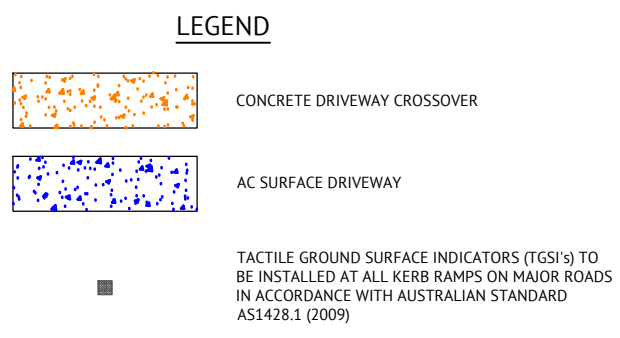 LEGEND
CONCRETE DRIVEWAY CROSSOVER
AC SURFACE DRIVEWAY
TACTILE GROUND SURFACE INDICATORS (TGSI's) TO
BE INSTALLED AT ALL KERB RAMPS ON MAJOR ROADS
IN ACCORDANCE WITH AUSTRALIAN STANDARD
AS1428.1 (2009)